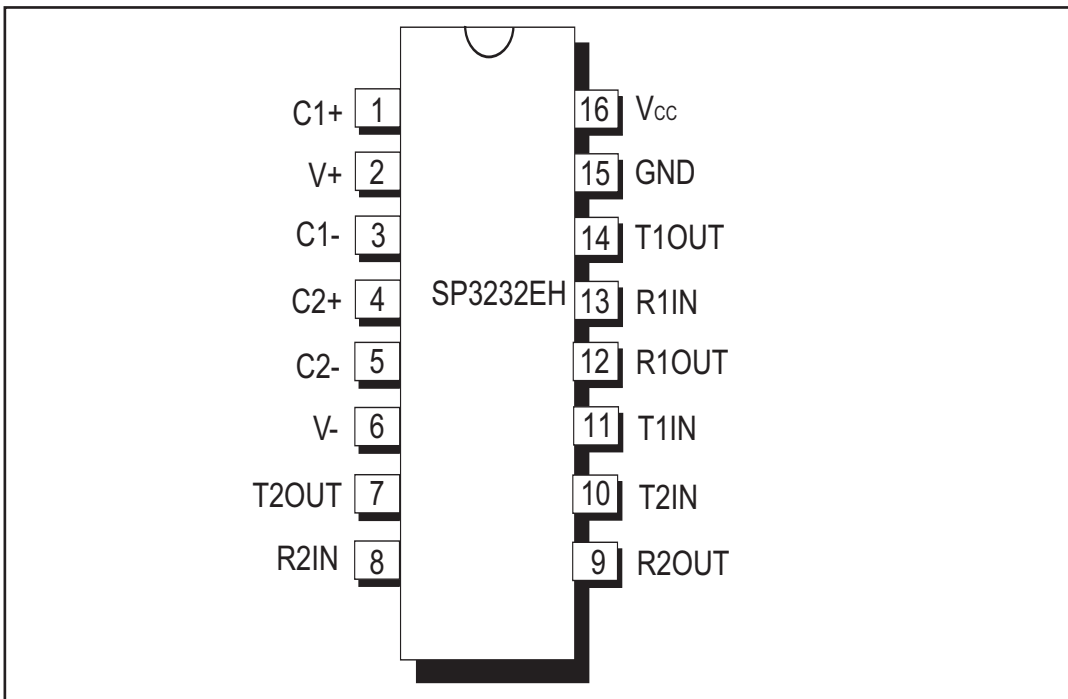 C1+ 1
V+ 2
C1- 3
C2+ 4
C2- 5
V- 6
T2OUT 7
R2IN 8
SP3232EH
16 Vcc
15 GND
14 T1OUT
13 R1IN
12 R1OUT
11 T1IN
10 T2IN
9 R2OUT